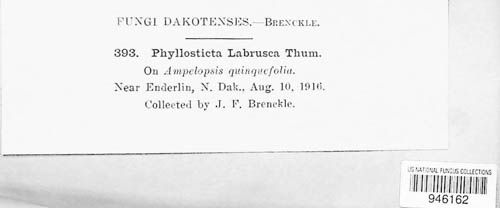 FUNGI DAKOTENSES.—BRENCKLE.
393. Phyllosticta Labrusca Thum.
On Ampelopsis quinquefolia.
Near Enderlin, N. Dak., Aug. 10, 1916.
Collected by J. F. Brenckle.
US NATIONAL FUNGUS COLLECTIONS
946162